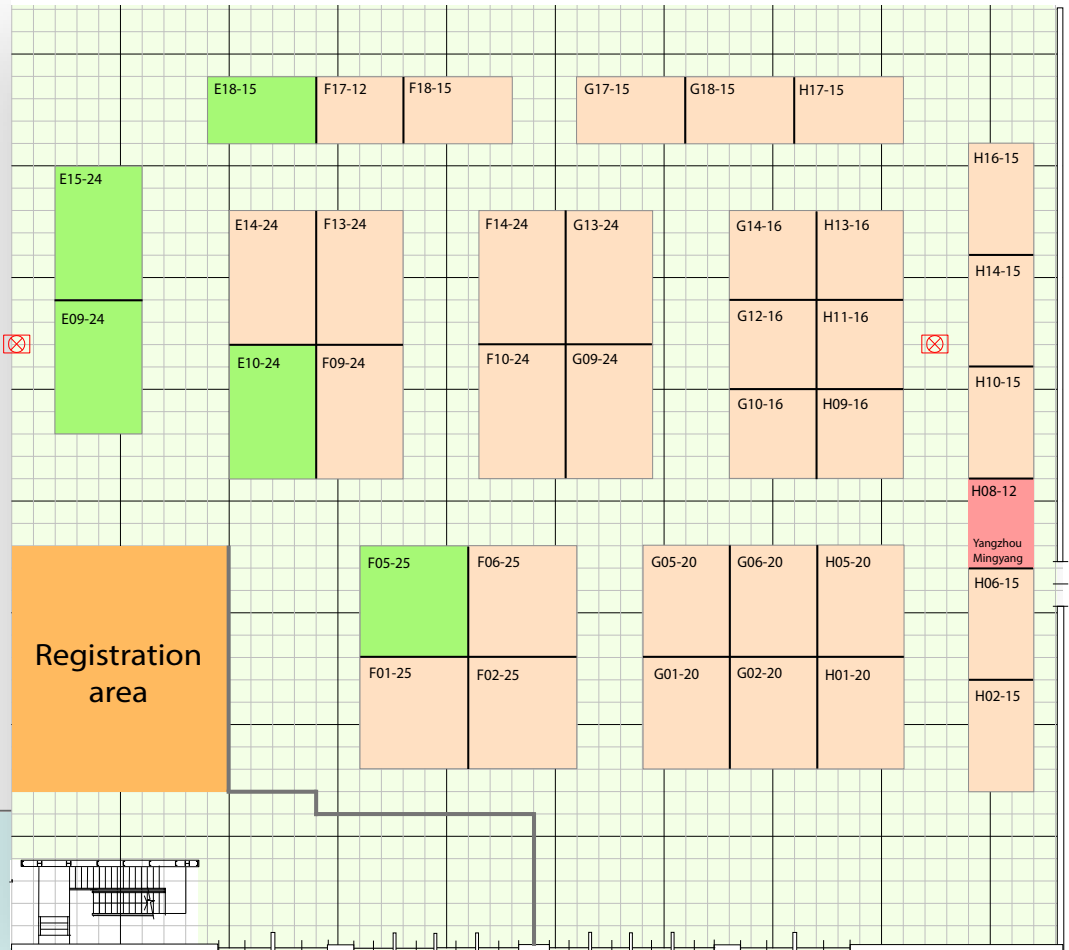 E18-15
F17-12
F18-15
G17-15
G18-15
H17-15
H16-15
E15-24
E14-24
F13-24
F14-24
G13-24
G14-16
H13-16
H14-15
E09-24
G12-16
H11-16
E10-24
F09-24
F10-24
G09-24
H10-15
G10-16
H09-16
H08-12
Yangzhou
Mingyang
F05-25
F06-25
G05-20
G06-20
H05-20
H06-15
Registration
area
F01-25
F02-25
G01-20
G02-20
H01-20
H02-15